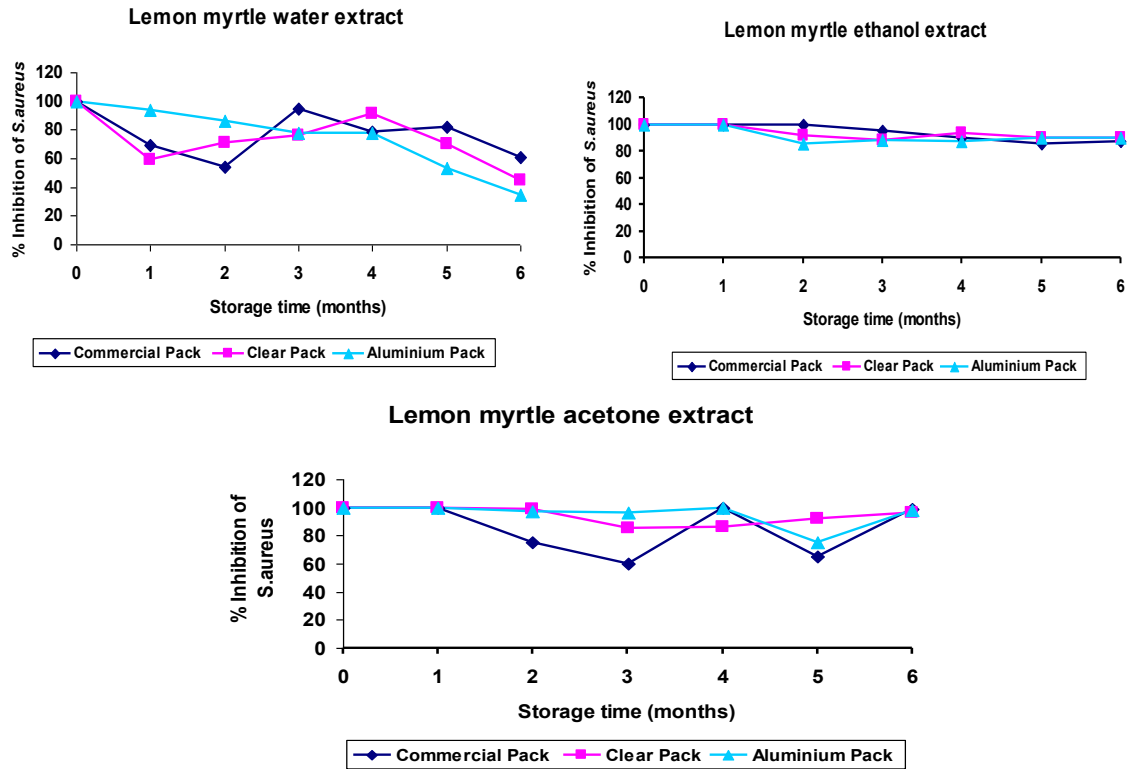 Lemon myrtle water extract
% Inhibition of S.aureus
120
100
80
60
40
20
0
0 1 2 3 4 5 6
Storage time (months)
Commercial Pack Clear Pack Aluminium Pack
Lemon myrtle ethanol extract
% Inhibition of S.aureus
120
100
80
60
40
20
0
0 1 2 3 4 5 6
Storage time (months)
Commercial Pack Clear Pack Aluminium Pack
Lemon myrtle acetone extract
% Inhibition of
S.aureus
120
100
80
60
40
20
0
0 1 2 3 4 5 6
Storage time (months)
Commercial Pack Clear Pack Aluminium Pack